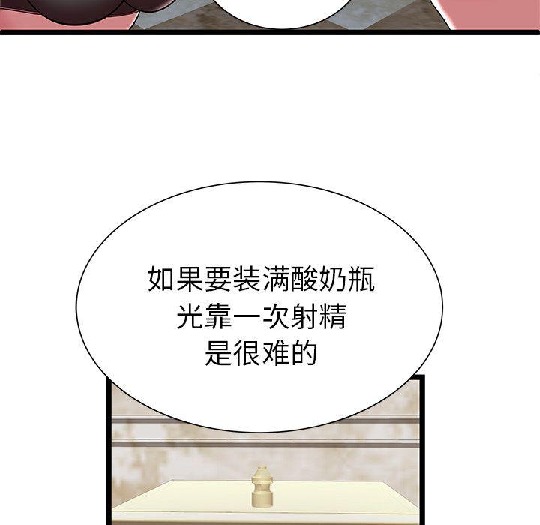 如果要装满酸奶瓶
光靠一次射精
是很难的